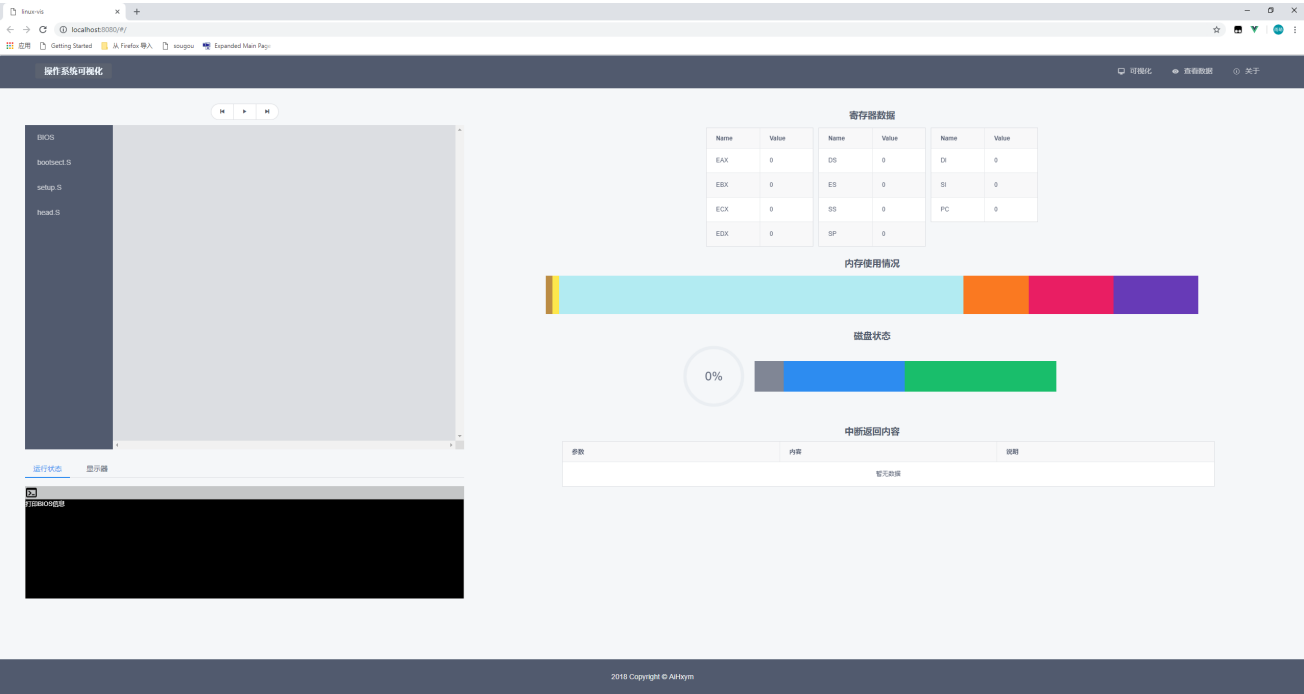 linux-vis
localhost:8080/#/
应用 Getting Started 从 Firefox 导入 sougou Expanded Main Page
操作系统可视化 可视化 查看数据 关于
BIOS
bootsect.S
setup.S
head.S
运行状态 显示器
打印BIOS信息
寄存器数据
Name Value Name Value Name Value
EAX 0 DS 0 DI 0
EBX 0 ES 0 SI 0
ECX 0 SS 0 PC 0
EDX 0 SP 0
内存使用情况
磁盘状态
0%
中断返回内容
参数 内容 说明
暂无数据
2018 Copyright © AiHxym